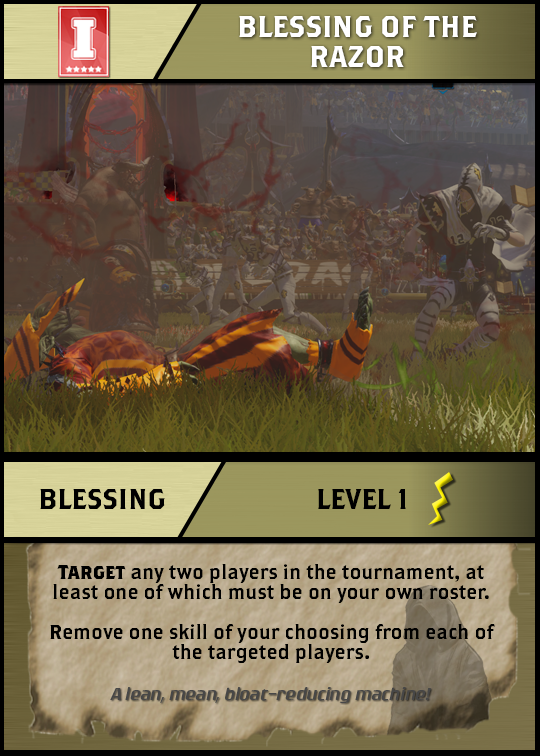 I
BLESSING OF THE
RAZOR
BLESSING
LEVEL 1
TARGET any two players in the tournament, at
least one of which must be on your own roster.
Remove one skill of your choosing from each of
the targeted players.
A lean, mean, bloat-reducing machine!